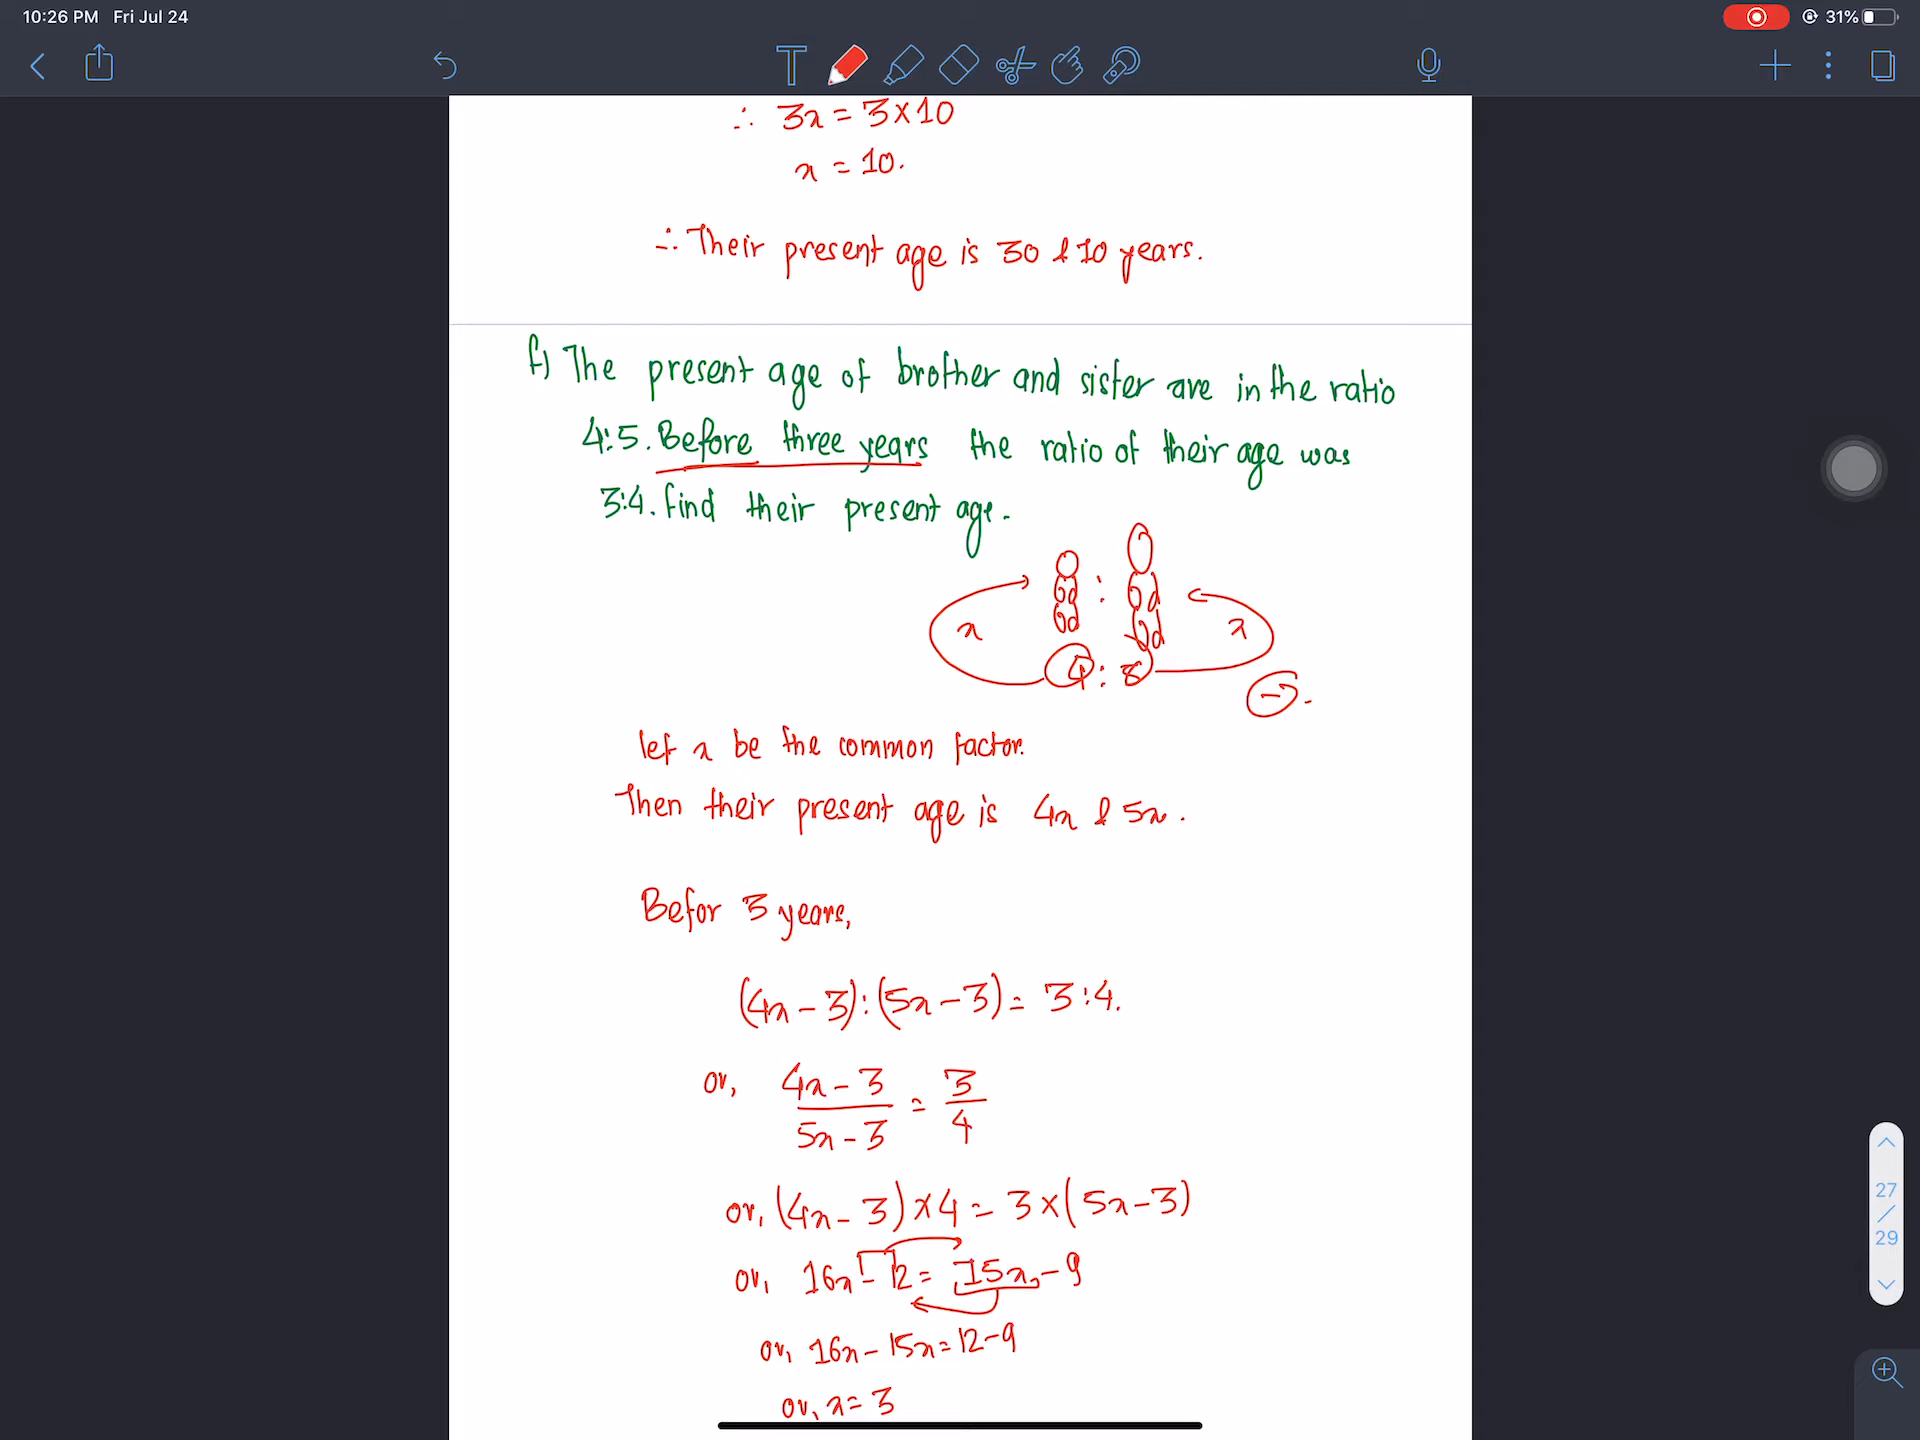 10:26 PM Fri Jul 24
31%
∴ 3x = 3×10
x = 10.
∴ Their present age is 30 & 10 years.
f) The present age of brother and sister are in the ratio
4:5. Before three years the ratio of their age was
3:4. find their present age.
:
x
x
4 : 8
let x be the common factor.
Then their present age is 4x & 5x.
Befor 3 years,
(4x - 3) : (5x - 3) = 3:4.
or, 4x - 3 / 5x - 3 = 3 / 4
or, (4x - 3) × 4 = 3 × (5x - 3)
or, 16x - 12 = 15x - 9
or, 16x - 15x = 12 - 9
or, x = 3
27
/
29